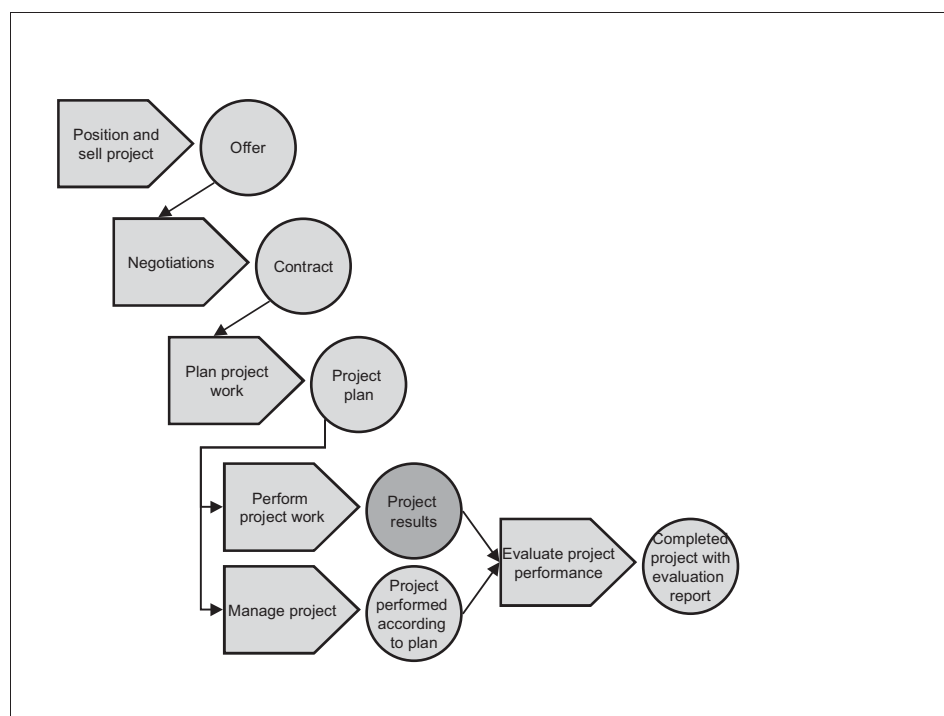 Position and
sell project
Offer
Negotiations
Contract
Plan project
work
Project
plan
Perform
project work
Project
results
Manage project
Project
performed
according
to plan
Evaluate project
performance
Completed
project with
evaluation
report